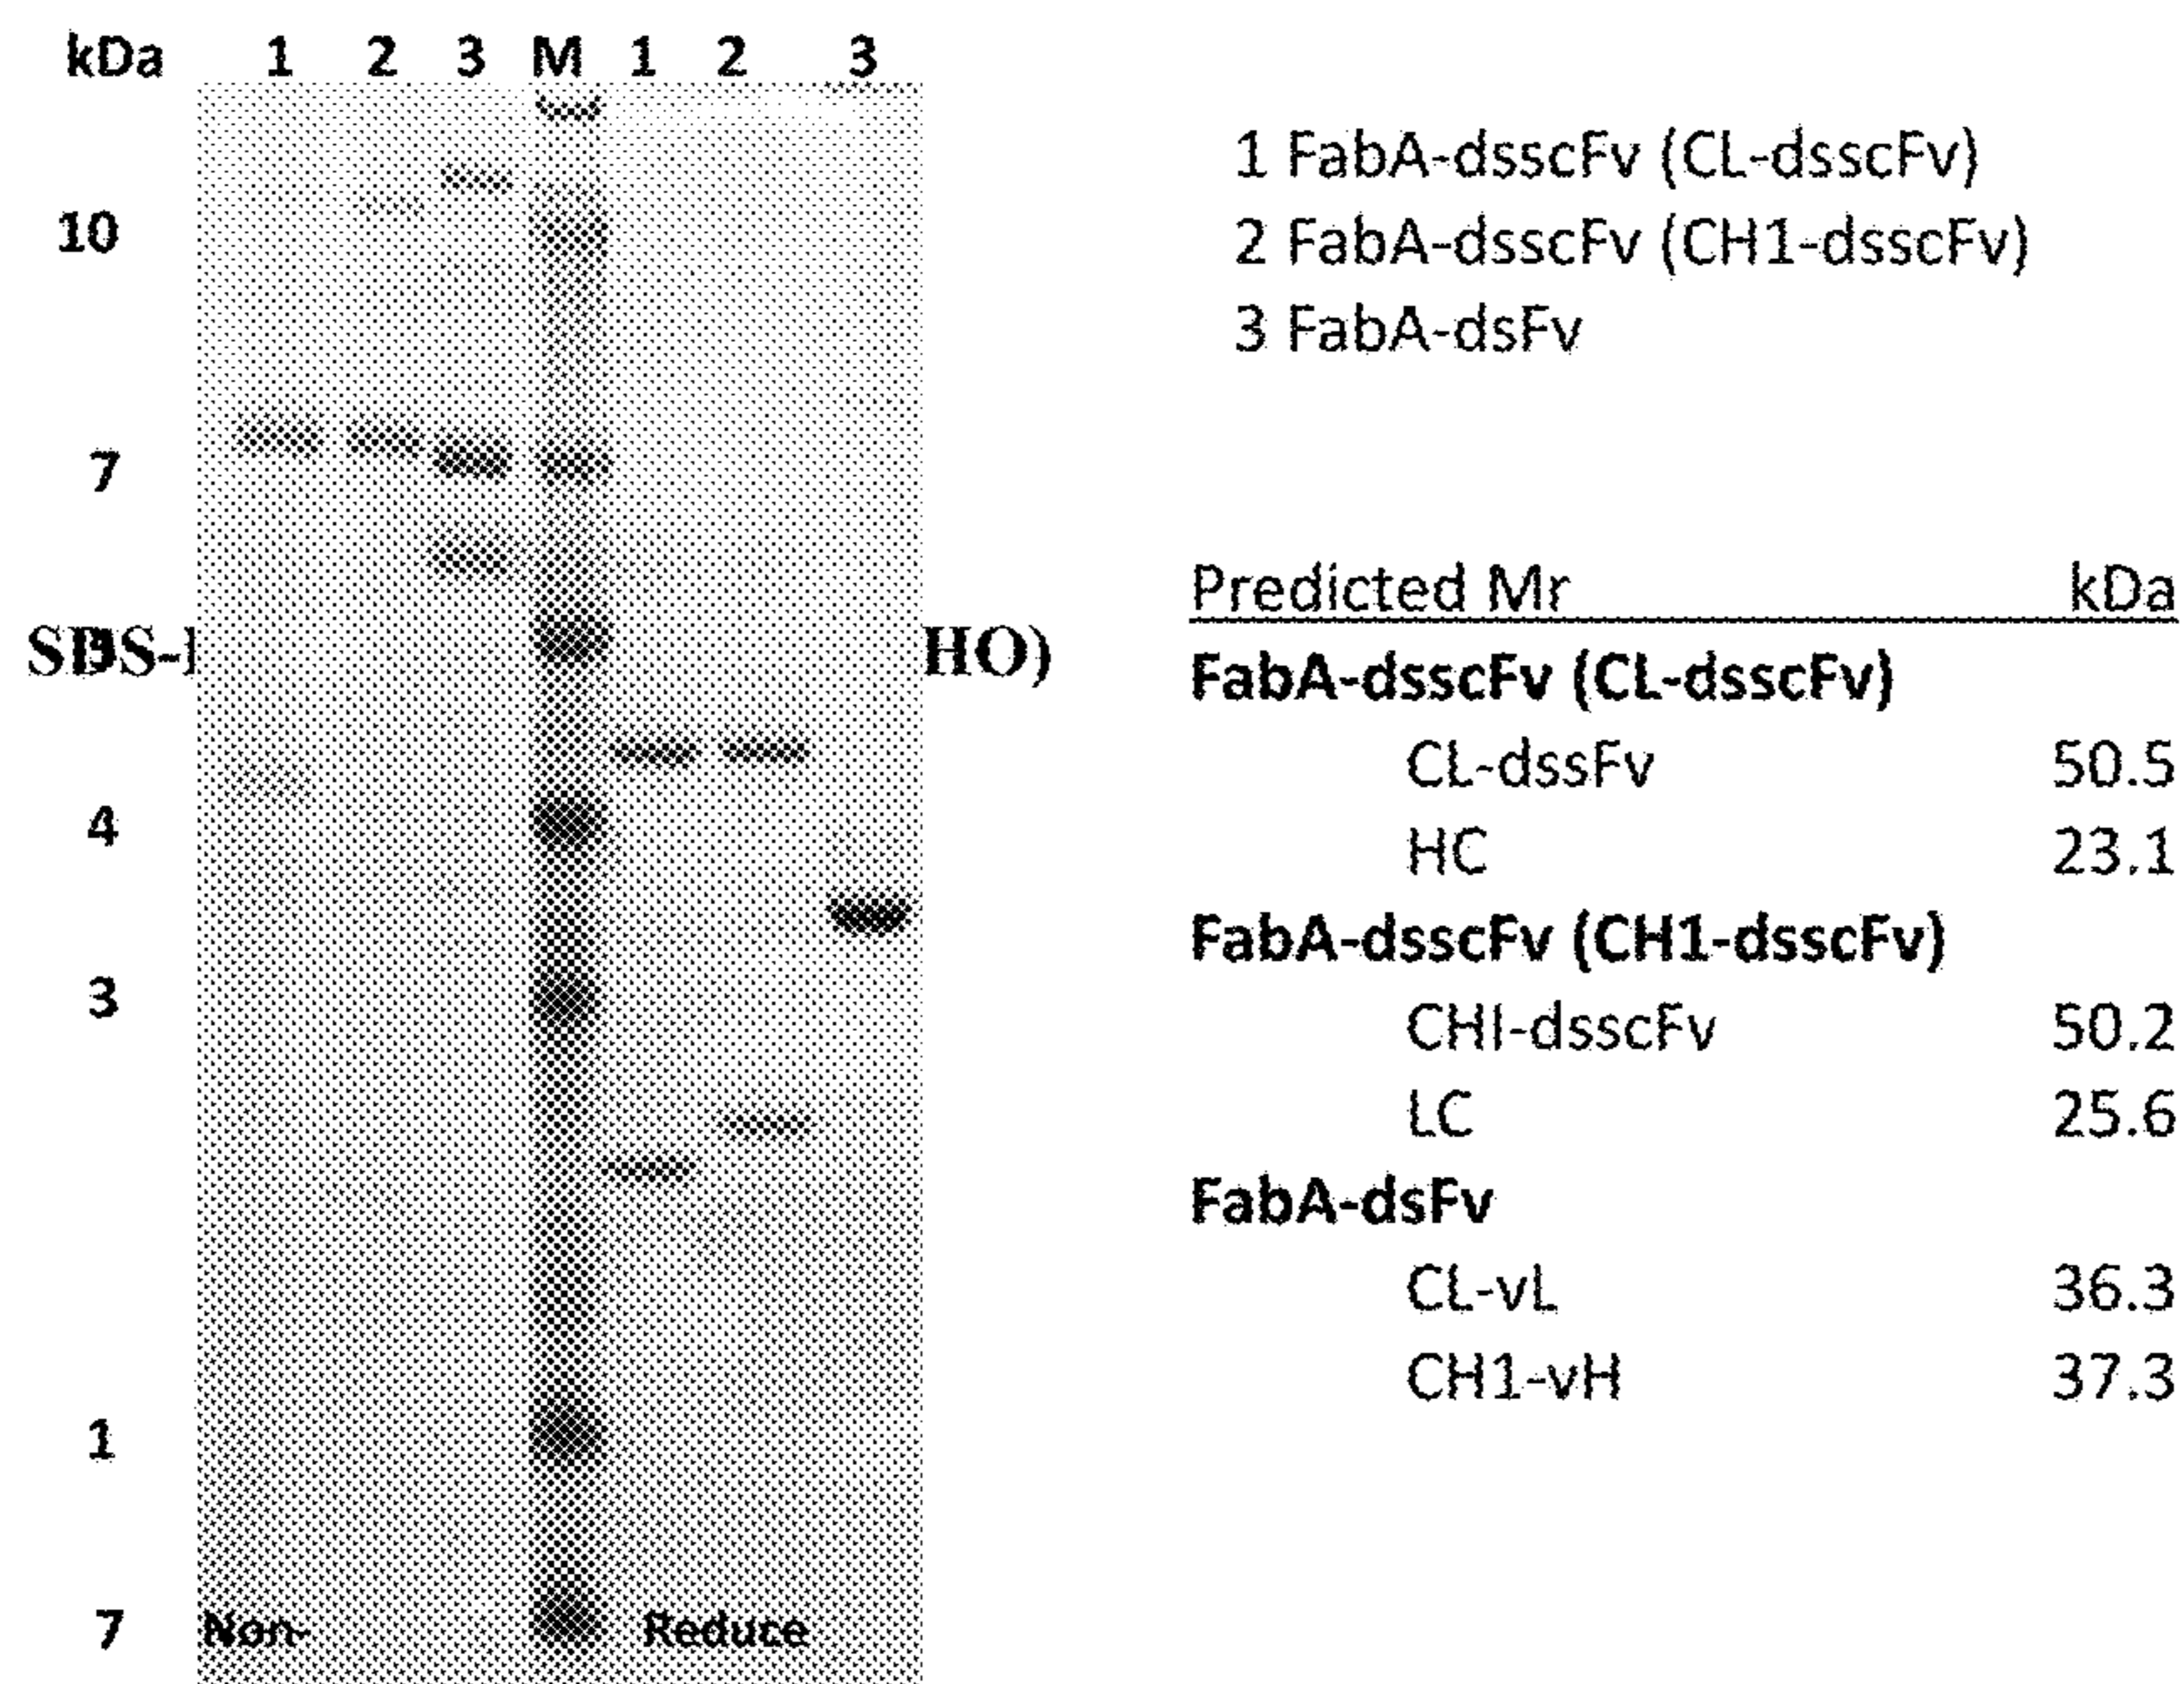 kDa 1 2 3 M 1 2 3
10
7
SDS- HO)
4
3
1
7
Non- Reduce
1 FabA-dsscFv (CL-dsscFv)
2 FabA-dsscFv (CH1-dsscFv)
3 FabA-dsFv
Predicted Mr kDa
FabA-dsscFv (CL-dsscFv)
CL-dssFv 50.5
HC 23.1
FabA-dsscFv (CH1-dsscFv)
CHI-dsscFv 50.2
LC 25.6
FabA-dsFv
CL-vL 36.3
CH1-vH 37.3